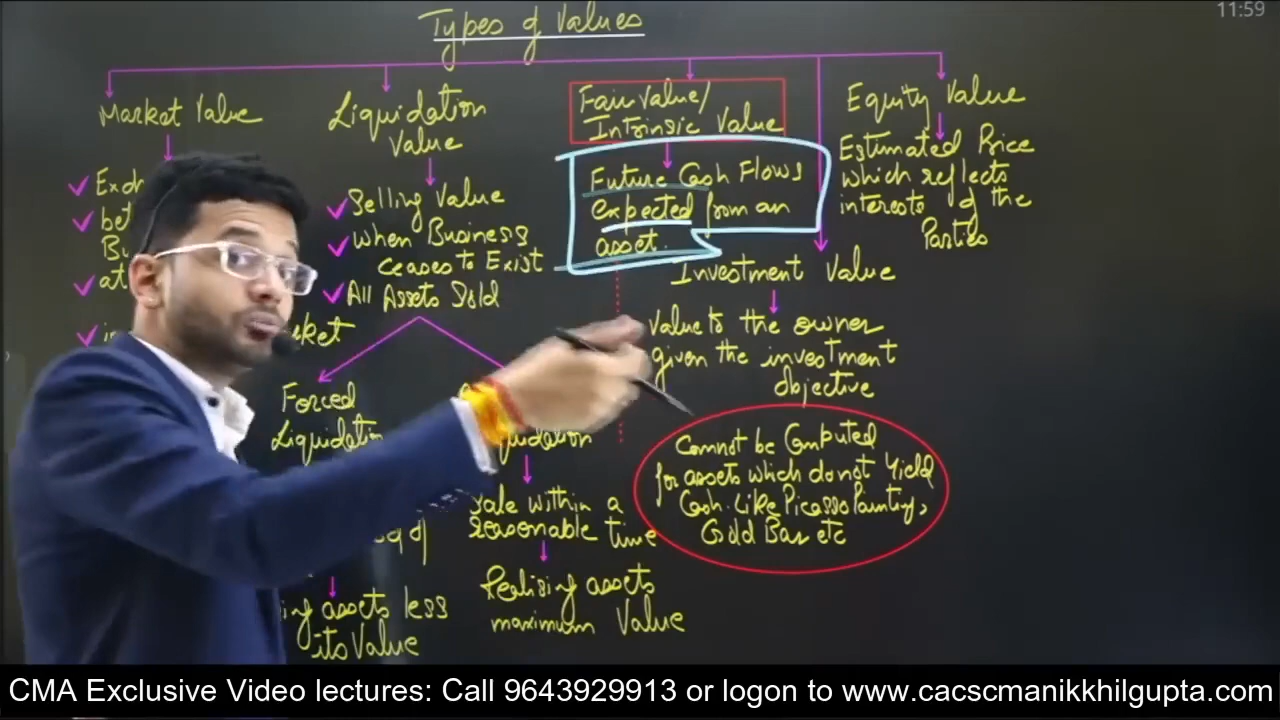 11:59
Types of Values
Market Value
Liquidation
Value
Fair Value/
Intrinsic Value
Equity Value
Selling Value
When Business
ceases to Exist
All Assets Sold
Future Cash Flows
expected from an
asset.
Estimated Price
which reflects
interests of the
Parties
Investment Value
Value to the owner
given the investment
objective
Forced
Liquidation
Sale within a
reasonable time
Realising assets
maximum Value
assets less
its Value
Cannot be Computed
for assets which do not Yield
Cash. Like Picasso Painting,
Gold Bar etc
CMA Exclusive Video lectures: Call 9643929913 or logon to www.cacscmanikkhilgupta.com